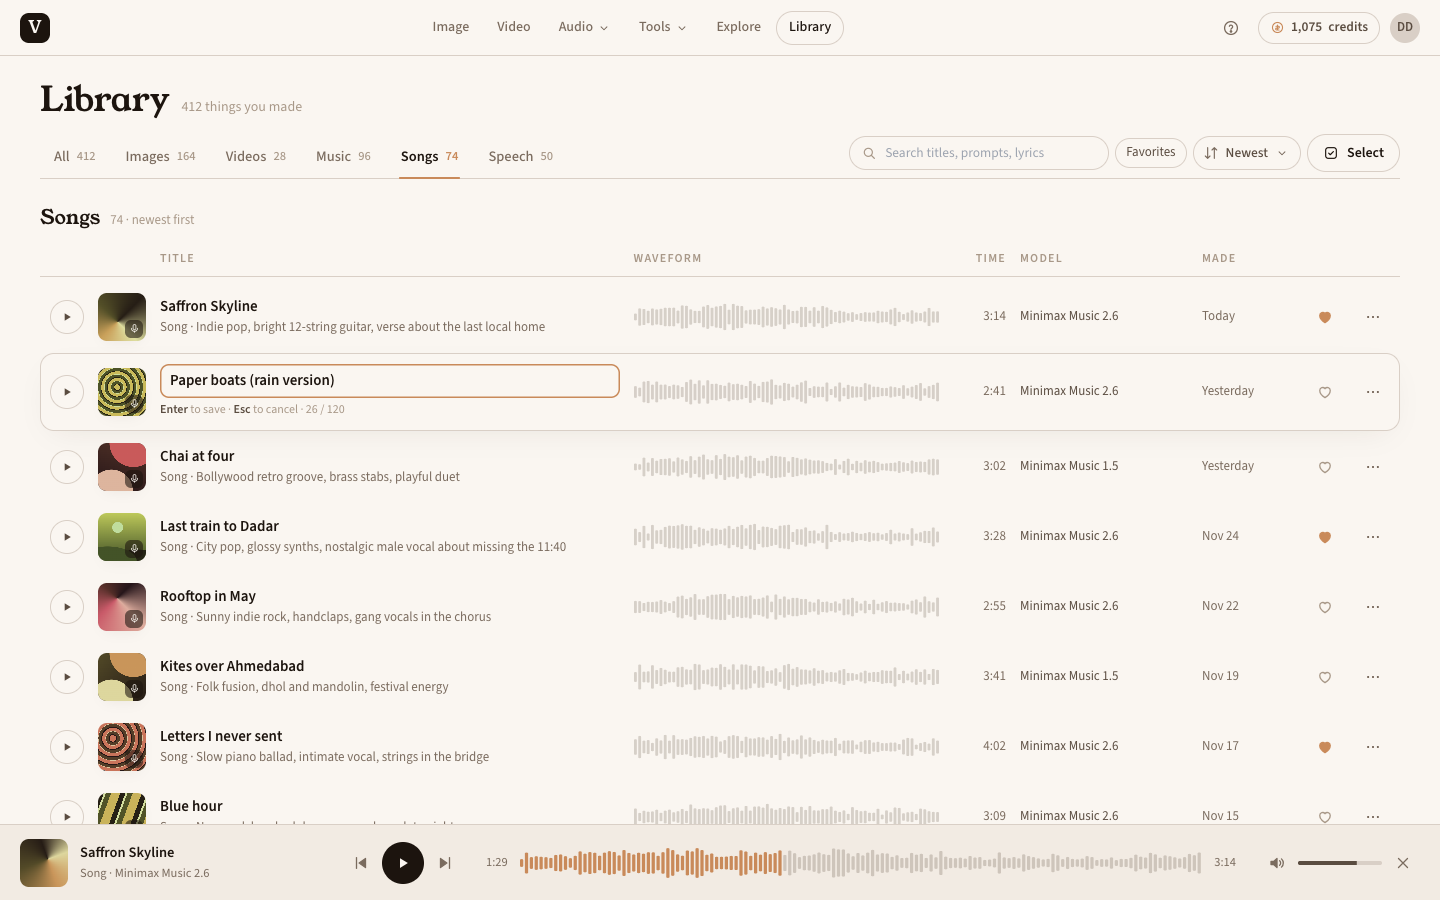 V
Image Video Audio Tools Explore Library
1,075 credits
DD
Library 412 things you made
All 412 Images 164 Videos 28 Music 96 Songs 74 Speech 50
Search titles, prompts, lyrics
Favorites
Newest
Select
Songs 74 · newest first
TITLE WAVEFORM TIME MODEL MADE
Saffron Skyline
Song · Indie pop, bright 12-string guitar, verse about the last local home
3:14 Minimax Music 2.6 Today
Paper boats (rain version)
Enter to save · Esc to cancel · 26 / 120
2:41 Minimax Music 2.6 Yesterday
Chai at four
Song · Bollywood retro groove, brass stabs, playful duet
3:02 Minimax Music 1.5 Yesterday
Last train to Dadar
Song · City pop, glossy synths, nostalgic male vocal about missing the 11:40
3:28 Minimax Music 2.6 Nov 24
Rooftop in May
Song · Sunny indie rock, handclaps, gang vocals in the chorus
2:55 Minimax Music 2.6 Nov 22
Kites over Ahmedabad
Song · Folk fusion, dhol and mandolin, festival energy
3:41 Minimax Music 1.5 Nov 19
Letters I never sent
Song · Slow piano ballad, intimate vocal, strings in the bridge
4:02 Minimax Music 2.6 Nov 17
Blue hour
3:09 Minimax Music 2.6 Nov 15
Saffron Skyline
Song · Minimax Music 2.6
1:29
3:14